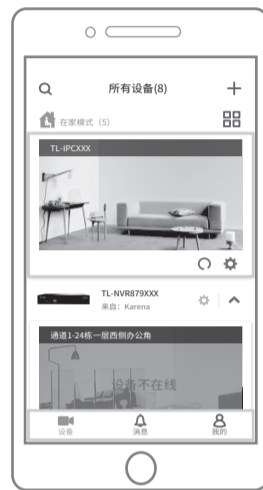 所有设备(8)
在家模式（5）
TL-IPCXXX
TL-NVR879XXX
来自：Karena
通道1-24栋一层西侧办公角
设备不在线
设备
消息
我的